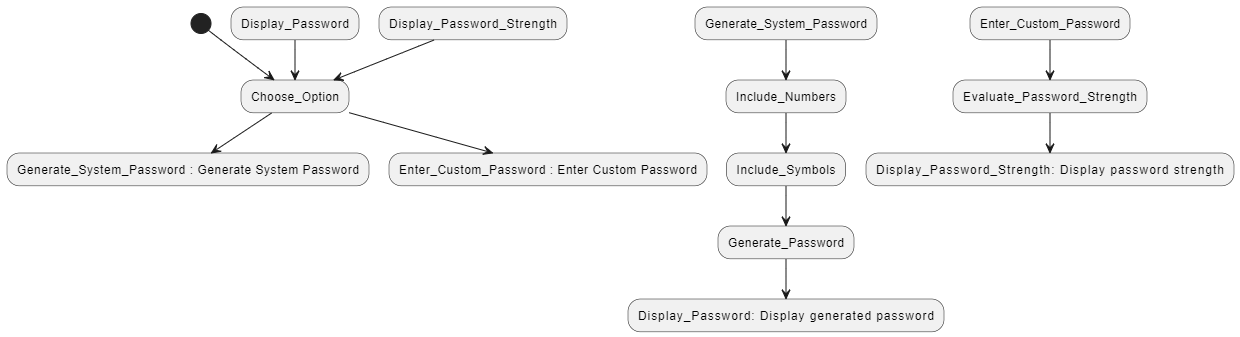 Display_Password
Display_Password_Strength
Generate_System_Password
Enter_Custom_Password
Choose_Option
Include_Numbers
Evaluate_Password_Strength
Generate_System_Password : Generate System Password
Enter_Custom_Password : Enter Custom Password
Include_Symbols
Display_Password_Strength: Display password strength
Generate_Password
Display_Password: Display generated password